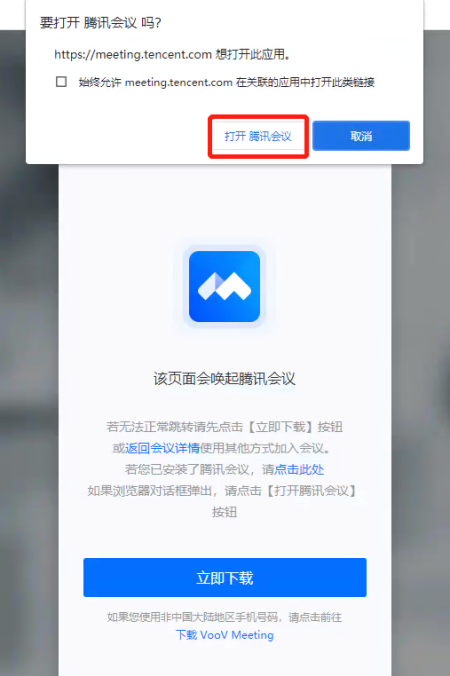 要打开 腾讯会议 吗?
https://meeting.tencent.com 想打开此应用。
始终允许 meeting.tencent.com 在关联的应用中打开此类链接
打开 腾讯会议 取消
该页面会唤起腾讯会议
若无法正常跳转请先点击【立即下载】按钮
或返回会议详情使用其他方式加入会议。
若您已安装了腾讯会议，请点击此处
如果浏览器对话框弹出，请点击【打开腾讯会议】
按钮
立即下载
如果您使用非中国大陆地区手机号码，请点击前往
下载 VooV Meeting